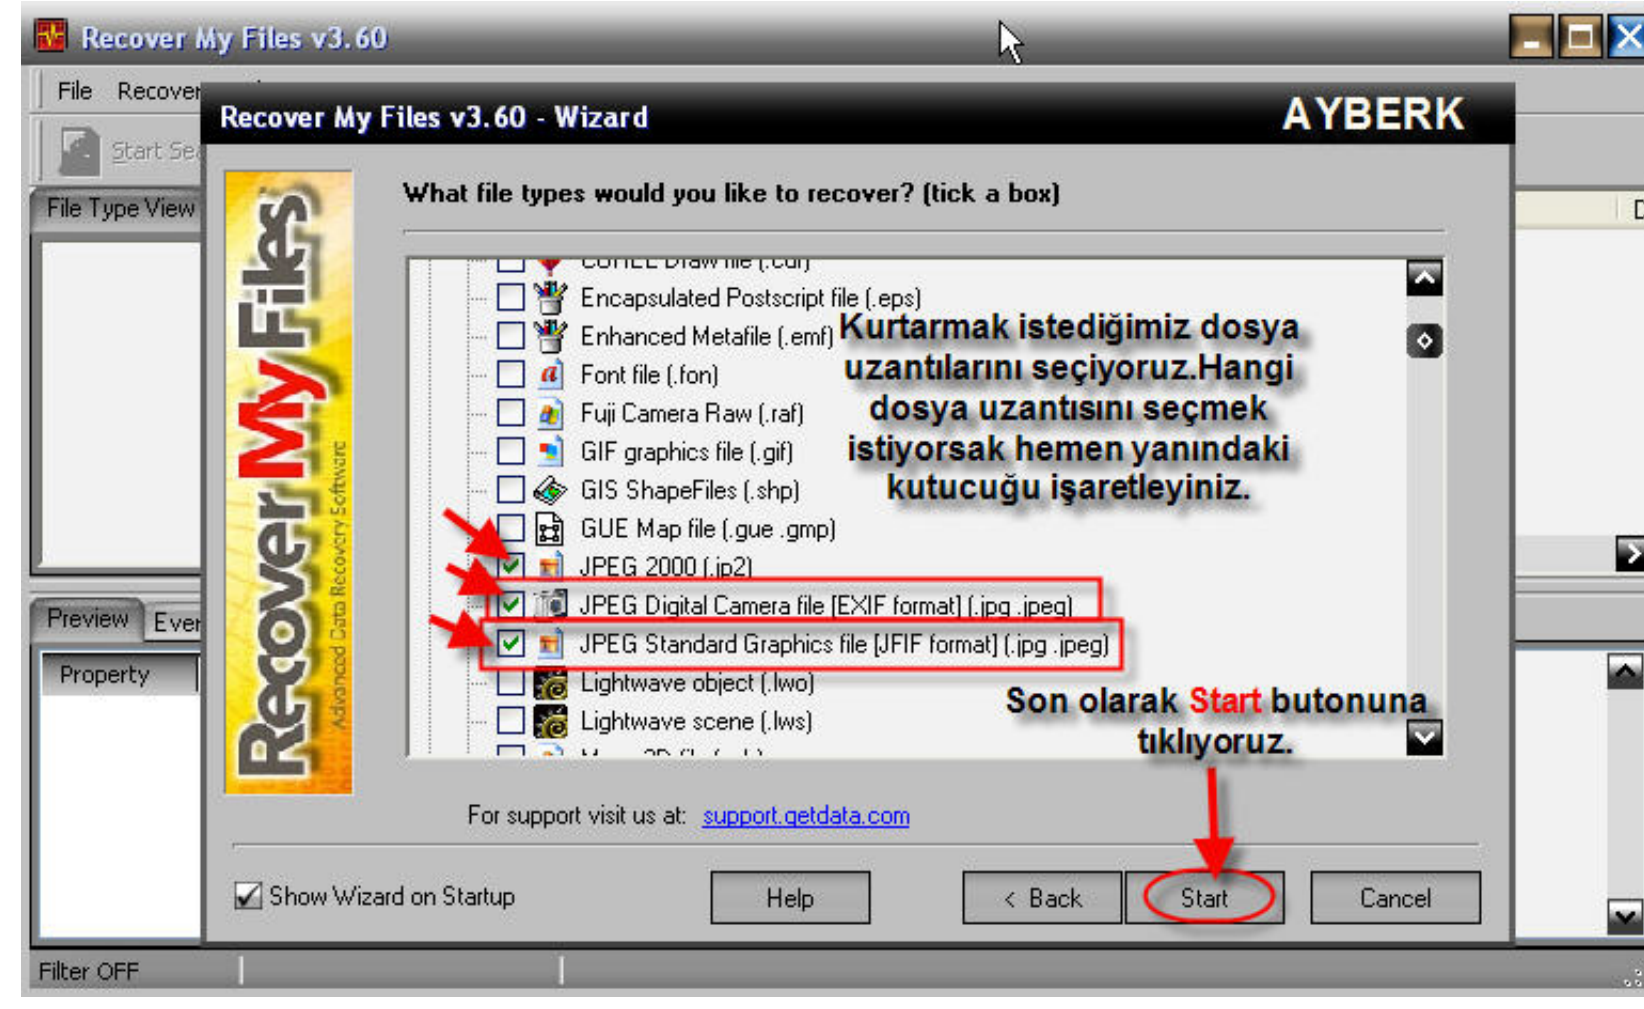 Recover My Files v3.60
File Recover
Recover My Files v3.60 - Wizard
AYBERK
Start Sea
File Type View
D
Recover My Files
Advanced Data Recovery Software
What file types would you like to recover? (tick a box)
COREL Draw file (.cdr)
Encapsulated Postscript file (.eps)
Enhanced Metafile (.emf)
Font file (.fon)
Fuji Camera Raw (.raf)
GIF graphics file (.gif)
GIS ShapeFiles (.shp)
GUE Map file (.gue .gmp)
JPEG 2000 (.jp2)
JPEG Digital Camera file [EXIF format] (.jpg .jpeg)
JPEG Standard Graphics file [JFIF format] (.jpg .jpeg)
Lightwave object (.lwo)
Lightwave scene (.lws)
Kurtarmak istediğimiz dosya
uzantılarını seçiyoruz.Hangi
dosya uzantısını seçmek
istiyorsak hemen yanındaki
kutucuğu işaretleyiniz.
Son olarak Start butonuna
tıklıyoruz.
Preview Ever
Property
For support visit us at: support.getdata.com
Show Wizard on Startup
Help
< Back
Start
Cancel
Filter OFF